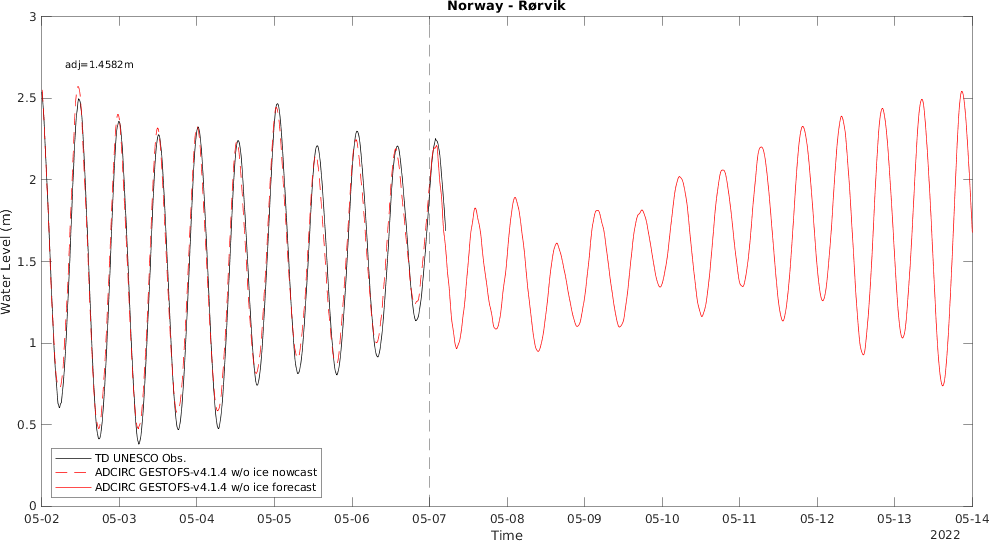 Norway - Rørvik
adj=1.4582m
3
2.5
2
1.5
1
0.5
0
Water Level (m)
TD UNESCO Obs.
ADCIRC GESTOFS-v4.1.4 w/o ice nowcast
ADCIRC GESTOFS-v4.1.4 w/o ice forecast
05-02 05-03 05-04 05-05 05-06 05-07 05-08 05-09 05-10 05-11 05-12 05-13 05-14
Time
2022